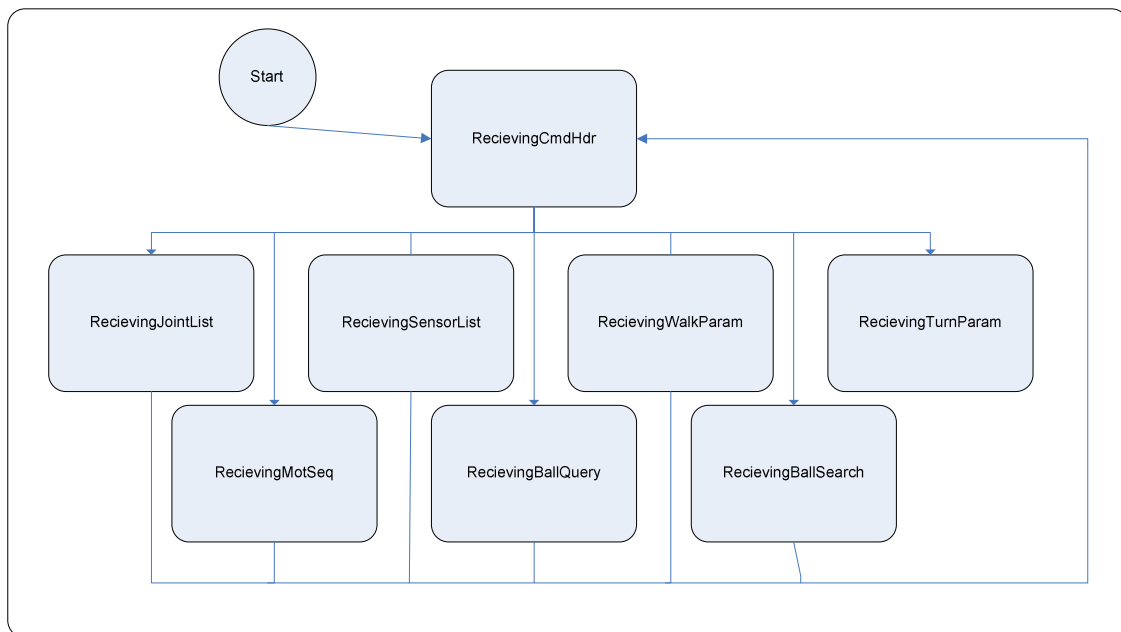 Start
RecievingCmdHdr
RecievingJointList
RecievingSensorList
RecievingWalkParam
RecievingTurnParam
RecievingMotSeq
RecievingBallQuery
RecievingBallSearch